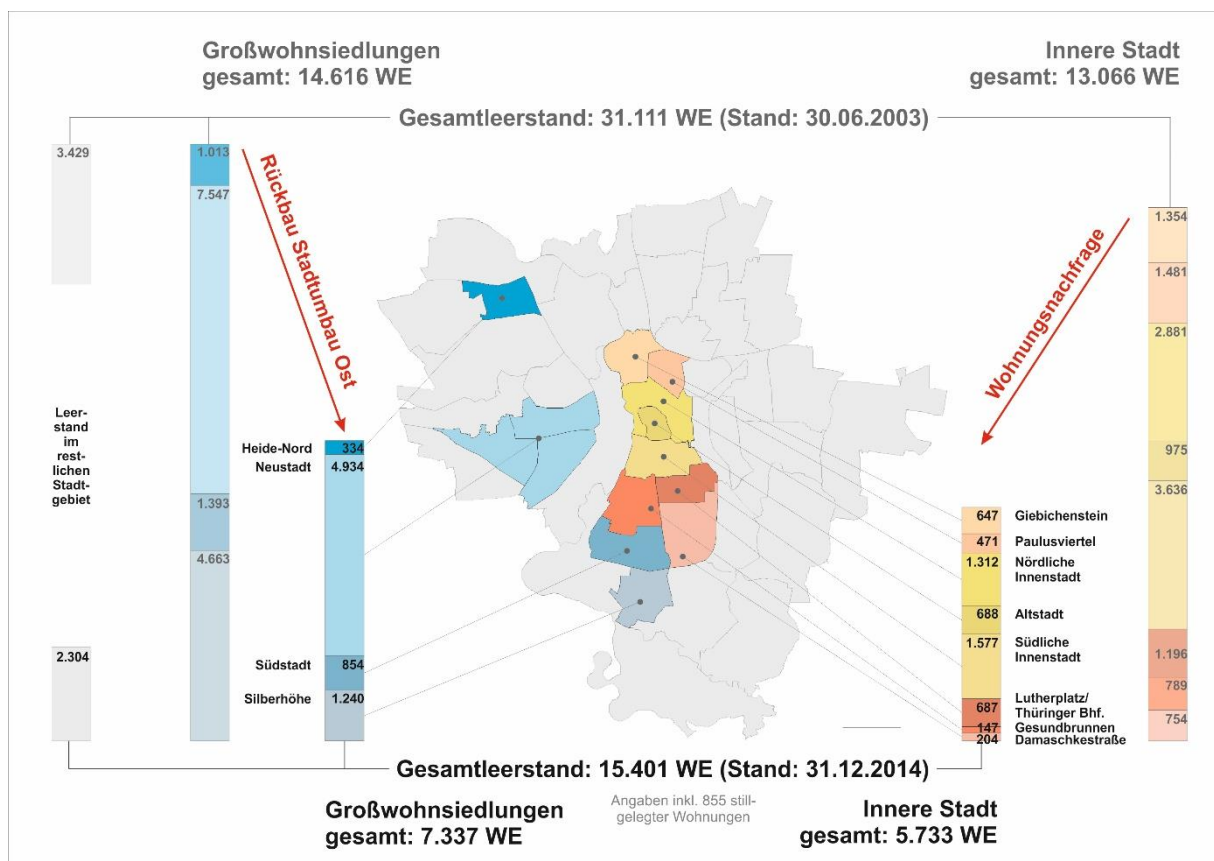 Großwohnsiedlungen
gesamt: 14.616 WE
Innere Stadt
gesamt: 13.066 WE
Gesamtleerstand: 31.111 WE (Stand: 30.06.2003)
3.429
1.013
7.547
1.393
4.663
Rückbau Stadtumbau Ost
Wohnungsnachfrage
1.354
1.481
2.881
975
3.636
1.196
789
754
Leer-
stand
im
rest-
lichen
Stadt-
gebiet
2.304
Heide-Nord 334
Neustadt 4.934
Südstadt 854
Silberhöhe 1.240
647 Giebichenstein
471 Paulusviertel
1.312 Nördliche
Innenstadt
688 Altstadt
1.577 Südliche
Innenstadt
687 Lutherplatz/
Thüringer Bhf.
147 Gesundbrunnen
204 Damaschkestraße
Gesamtleerstand: 15.401 WE (Stand: 31.12.2014)
Großwohnsiedlungen
gesamt: 7.337 WE
Angaben inkl. 855 still-
gelegter Wohnungen
Innere Stadt
gesamt: 5.733 WE